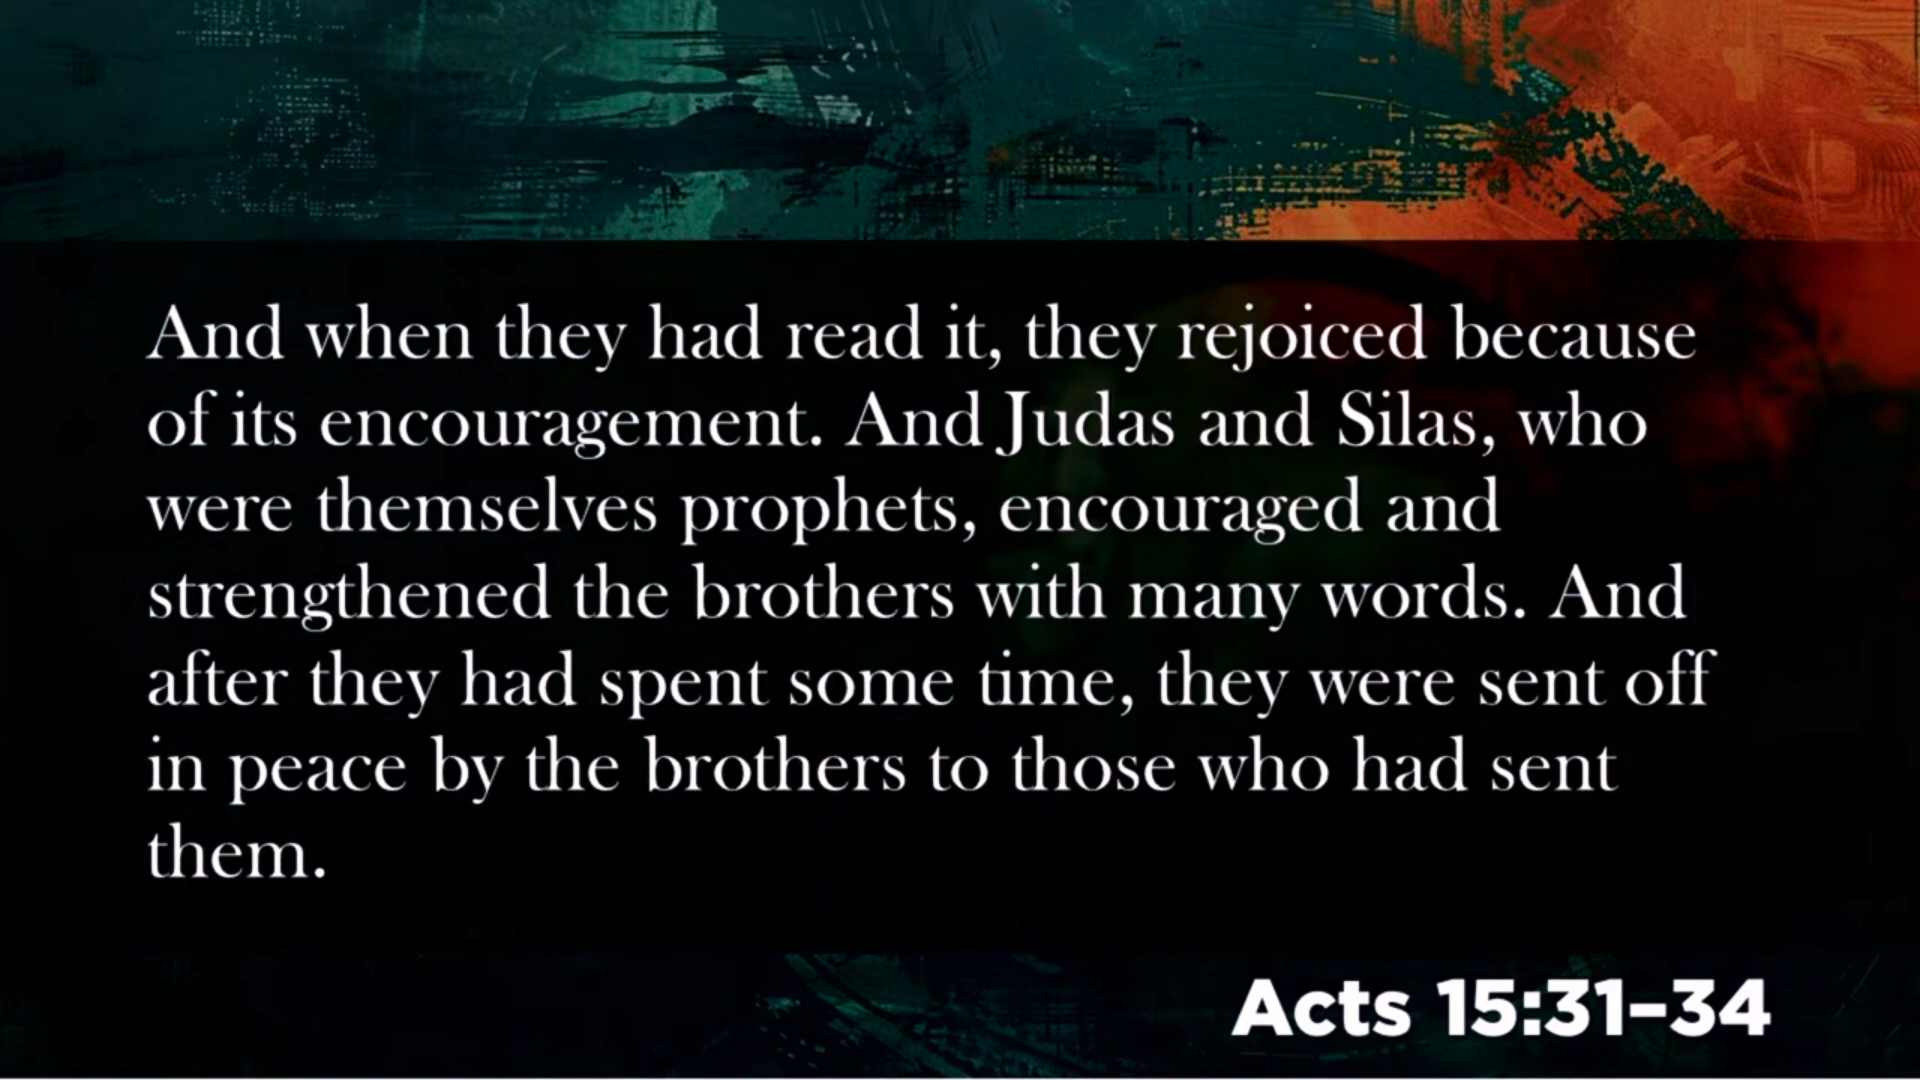 And when they had read it, they rejoiced because
of its encouragement. And Judas and Silas, who
were themselves prophets, encouraged and
strengthened the brothers with many words. And
after they had spent some time, they were sent off
in peace by the brothers to those who had sent
them.
Acts 15:31–34